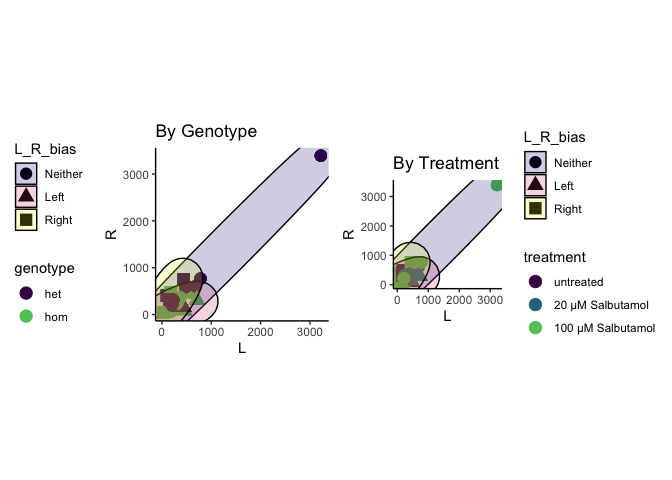 L_R_bias
Neither
Left
Right
genotype
het
hom
By Genotype
R
3000
2000
1000
0
0
1000
2000
3000
L
By Treatment
R
3000
2000
1000
0
0
1000
2000
3000
L
L_R_bias
Neither
Left
Right
treatment
untreated
20 µM Salbutamol
100 µM Salbutamol